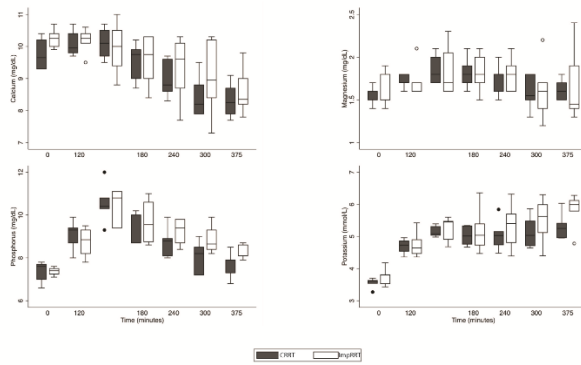 Calcium (mg/dL)
11
10
9
8
7
0 120 180 240 300 375
Magnesium (mg/dL)
2.5
2
1.5
1
0 120 180 240 300 375
Phosphorus (mg/dL)
12
10
8
6
0 120 180 240 300 375
Time (minutes)
Potassium (mmol/L)
7
6
5
4
3
0 120 180 240 300 375
Time (minutes)
CRRT